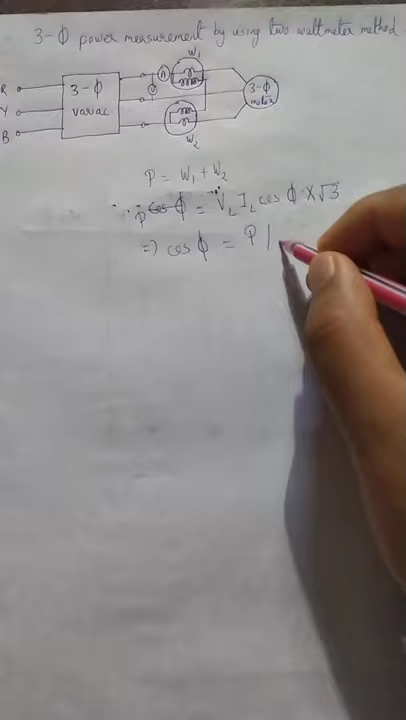 3-Φ power measurement by using two wattmeter method
W1
R
A
3-Φ
varac
3-Φ
motor
Y
B
W2
P = W1 + W2
P c̶o̶s̶ ̶Φ̶ = VL IL cos Φ × √3
=) cos Φ = P |